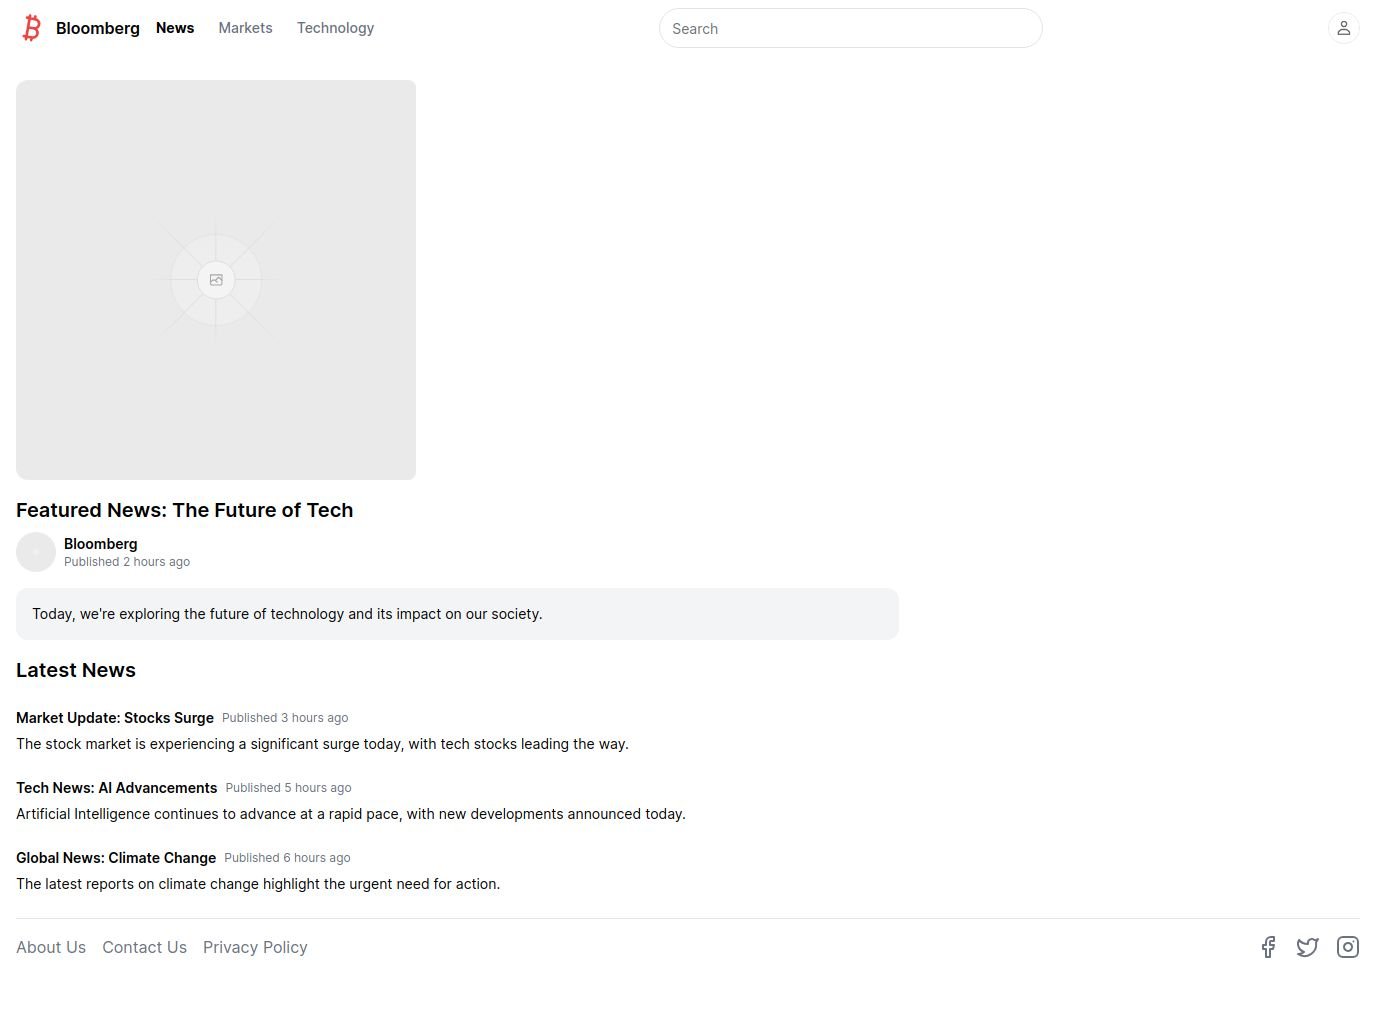 Bloomberg News Markets Technology Search
Featured News: The Future of Tech
Bloomberg
Published 2 hours ago
Today, we're exploring the future of technology and its impact on our society.
Latest News
Market Update: Stocks Surge Published 3 hours ago
The stock market is experiencing a significant surge today, with tech stocks leading the way.
Tech News: AI Advancements Published 5 hours ago
Artificial Intelligence continues to advance at a rapid pace, with new developments announced today.
Global News: Climate Change Published 6 hours ago
The latest reports on climate change highlight the urgent need for action.
About Us Contact Us Privacy Policy